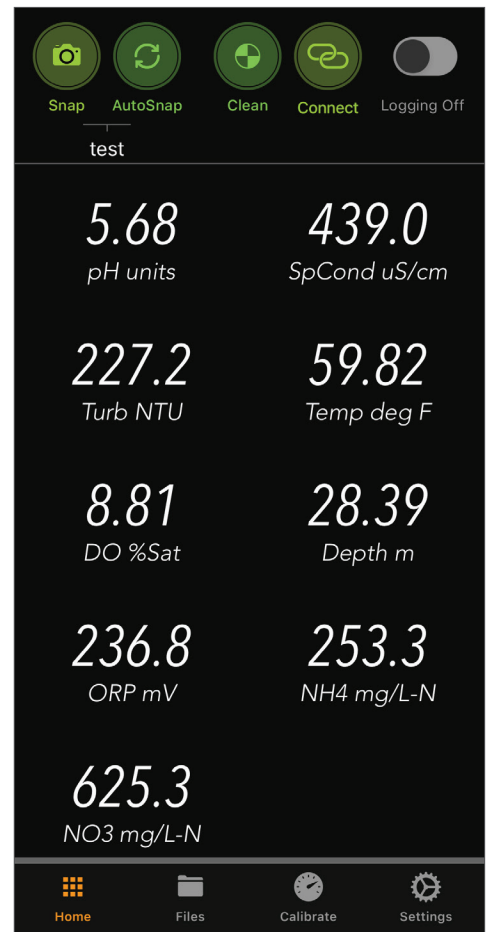 Snap AutoSnap Clean Connect Logging Off
test
5.68 439.0
pH units SpCond uS/cm
227.2 59.82
Turb NTU Temp deg F
8.81 28.39
DO %Sat Depth m
236.8 253.3
ORP mV NH4 mg/L-N
625.3
NO3 mg/L-N
Home Files Calibrate Settings